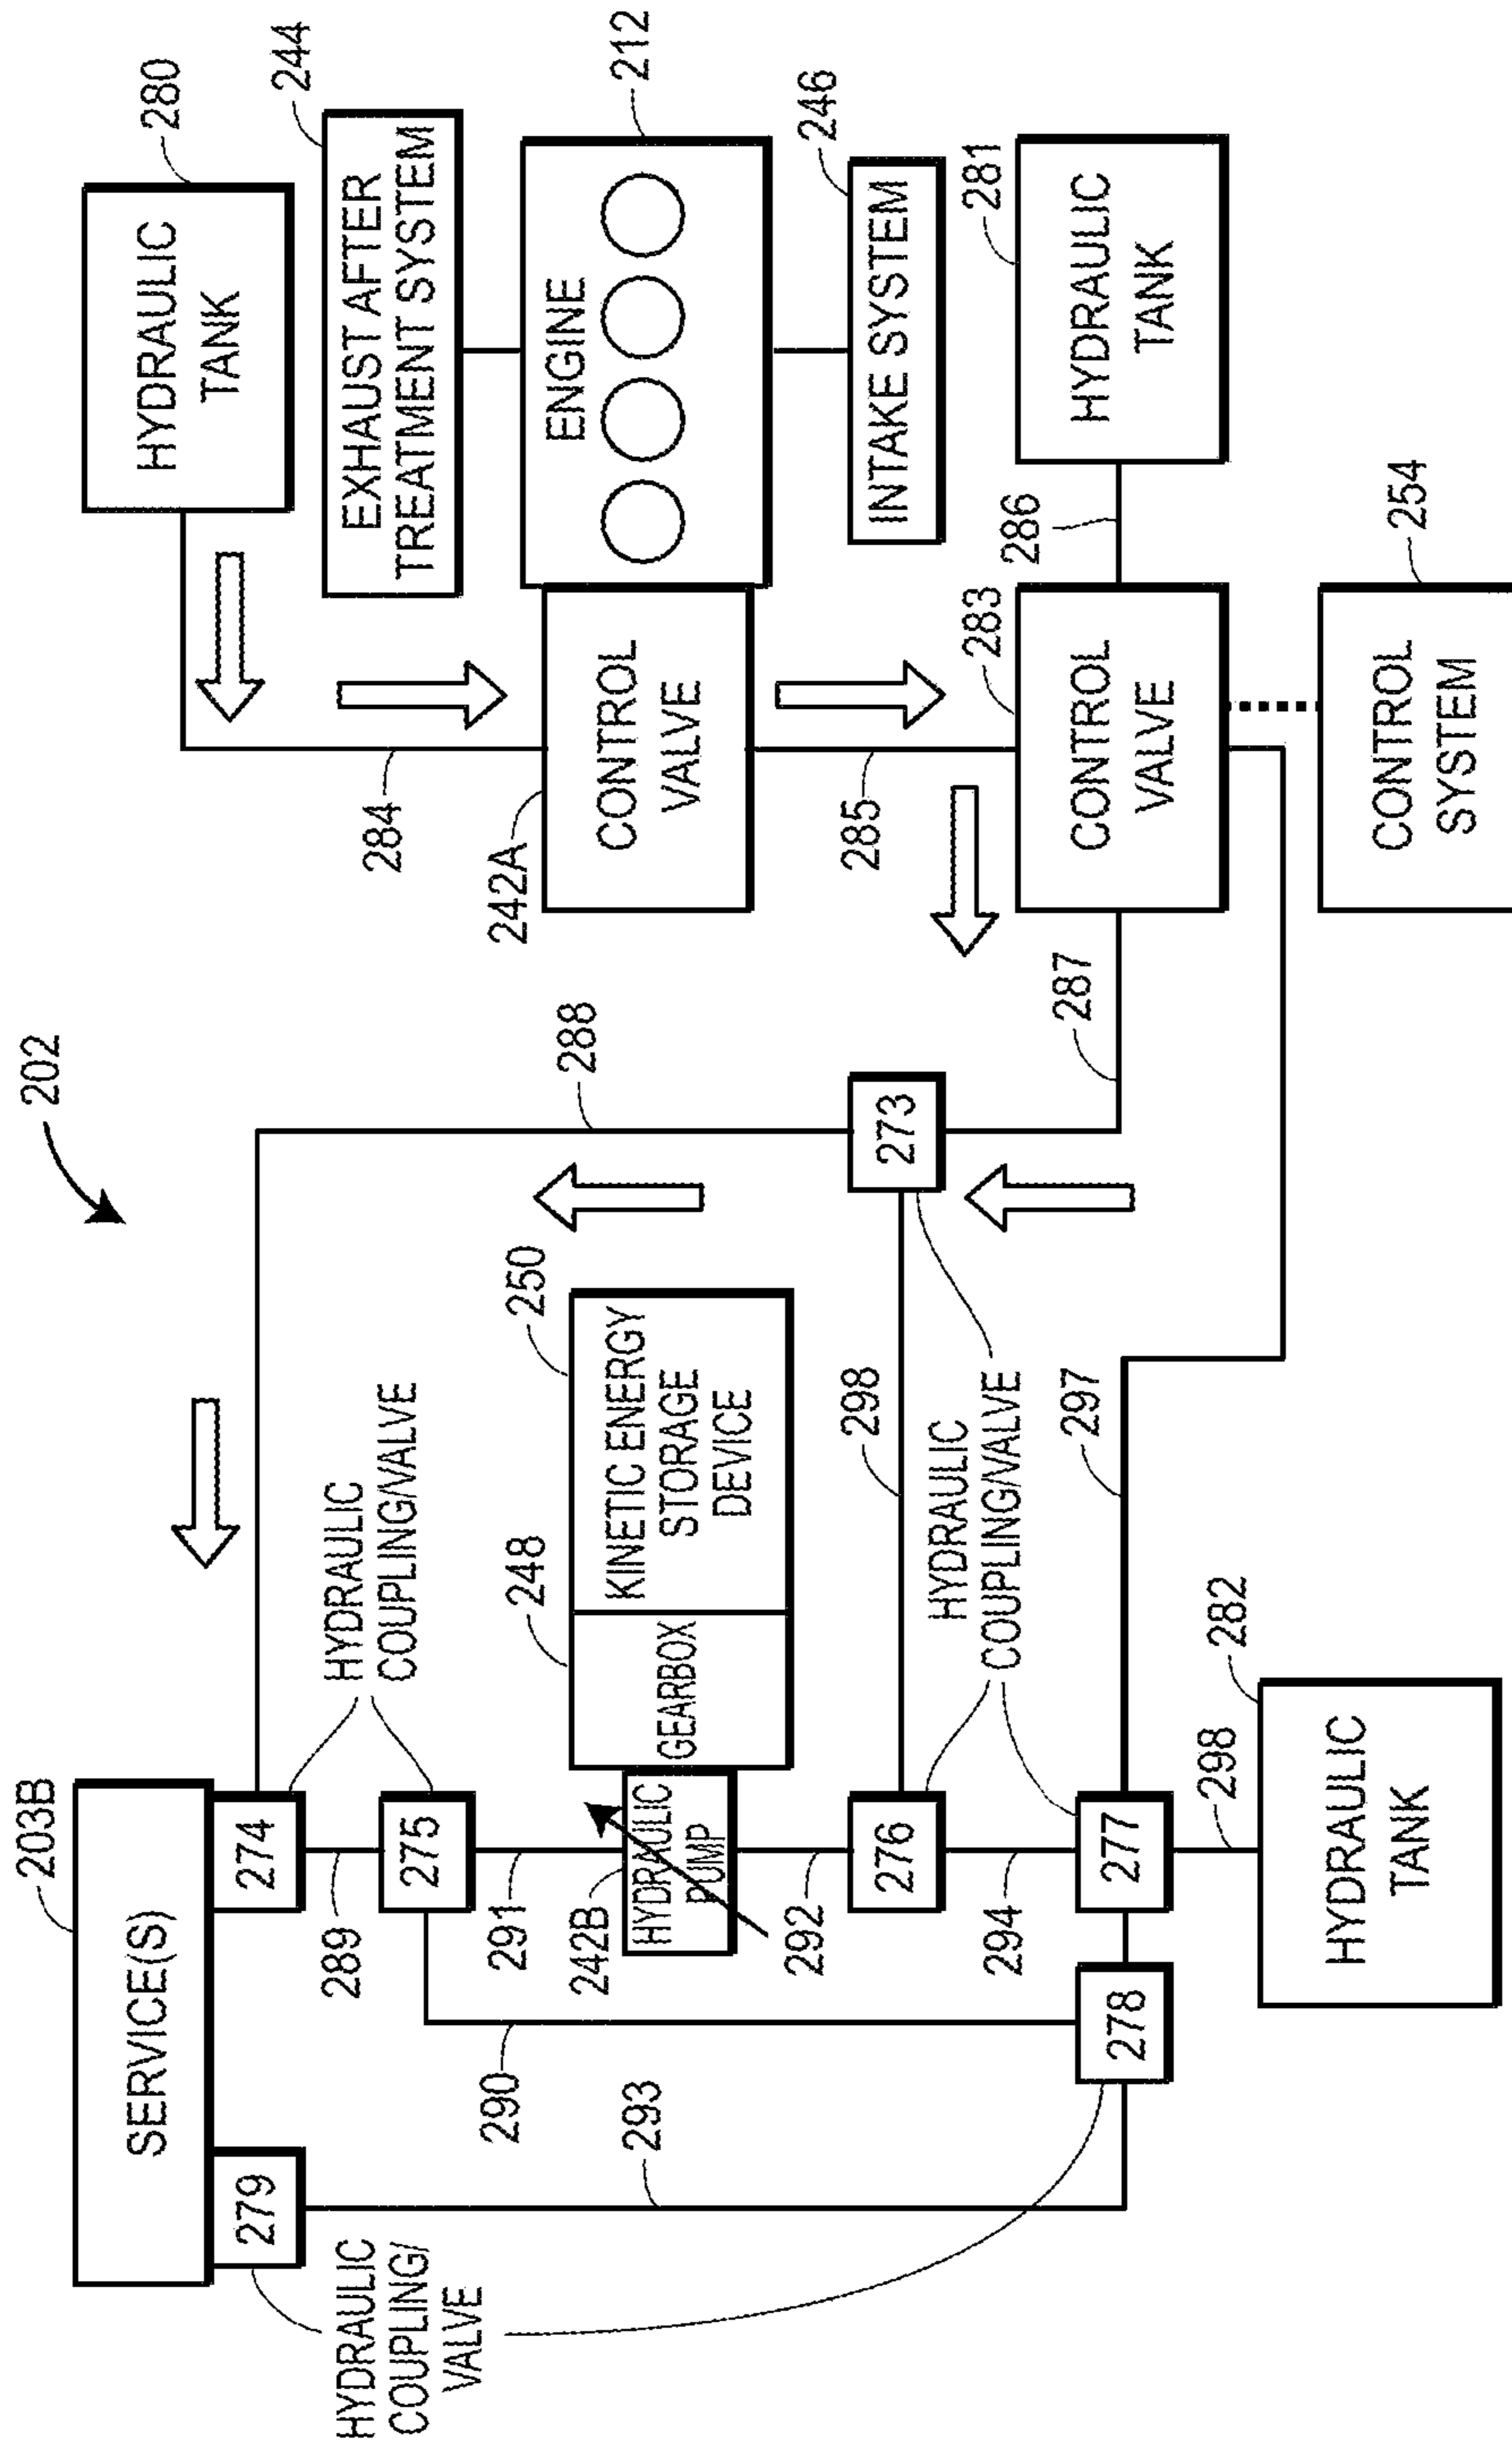 202
203B
SERVICE(S)
279
274
HYDRAULIC
COUPLING/
VALVE
289
275
HYDRAULIC
COUPLING/VALVE
288
280
HYDRAULIC
TANK
284
244
EXHAUST AFTER
TREATMENT SYSTEM
290
291
242B
HYDRAULIC
PUMP
248
GEARBOX
250
KINETIC ENERGY
STORAGE
DEVICE
242A
CONTROL
VALVE
ENGINE
212
293
292
276
298
273
285
246
INTAKE SYSTEM
294
HYDRAULIC
COUPLING/VALVE
278
277
297
287
283
CONTROL
VALVE
286
281
HYDRAULIC
TANK
298
282
HYDRAULIC
TANK
254
CONTROL
SYSTEM